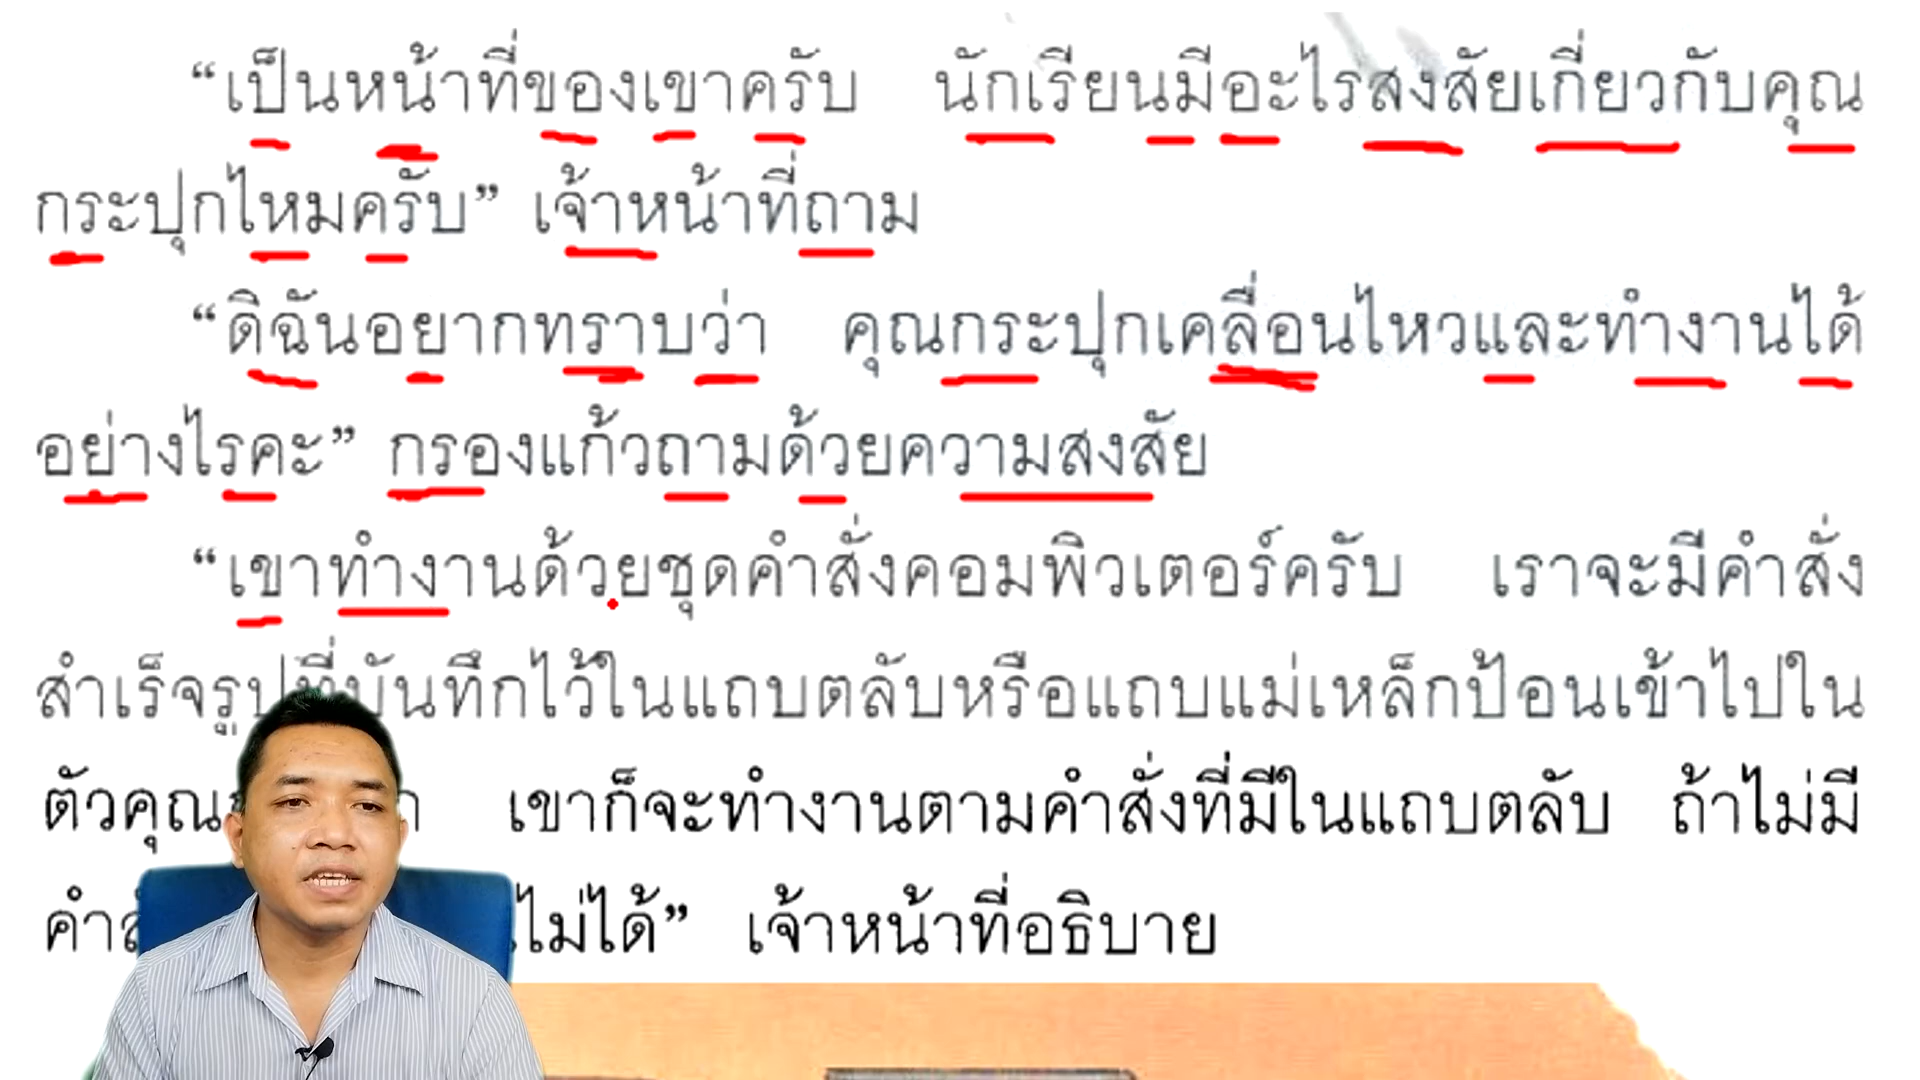 “เป็นหน้าที่ของเขาครับ นักเรียนมีอะไรสงสัยเกี่ยวกับคุณ
กระปุกไหมครับ” เจ้าหน้าที่ถาม
“ดิฉันอยากทราบว่า คุณกระปุกเคลื่อนไหวและทำงานได้
อย่างไรคะ” กรองแก้วถามด้วยความสงสัย
“เขาทำงานด้วยชุดคำสั่งคอมพิวเตอร์ครับ เราจะมีคำสั่ง
สำเร็จรูปที่บันทึกไว้ในแถบตลับหรือแถบแม่เหล็กป้อนเข้าไปใน
ตัวคุณ เขาก็จะทำงานตามคำสั่งที่มีในแถบตลับ ถ้าไม่มี
ไม่ได้” เจ้าหน้าที่อธิบาย